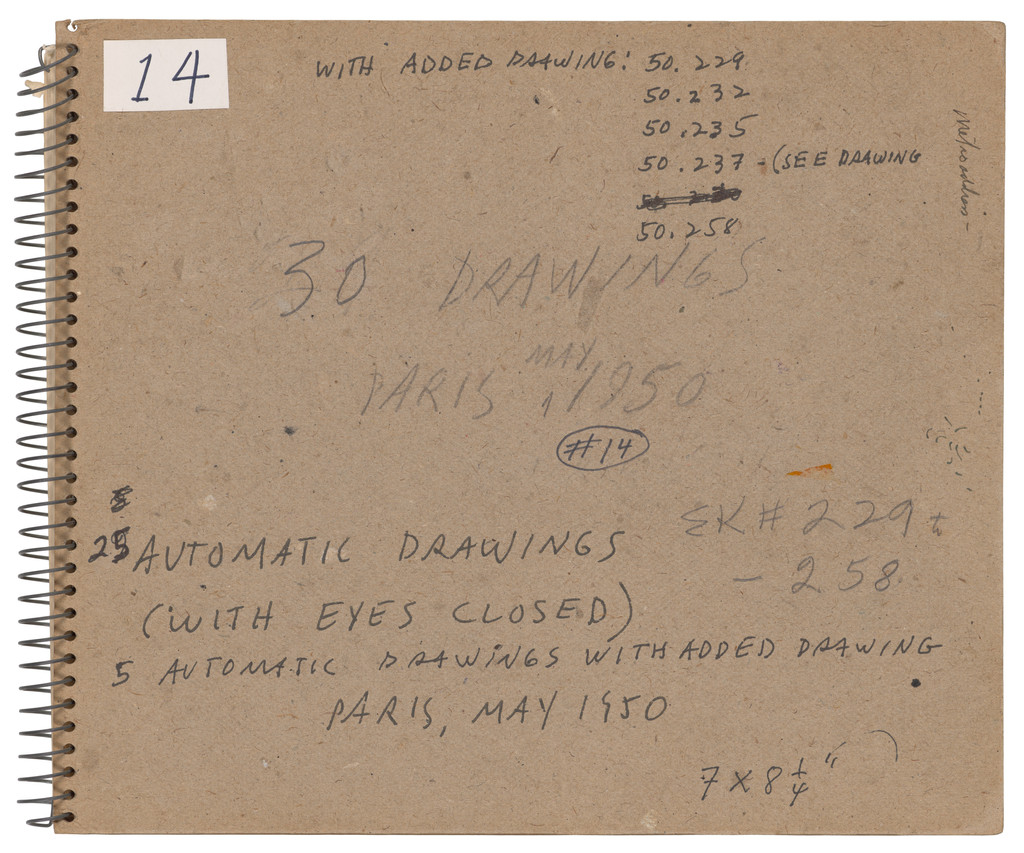 14
WITH ADDED DRAWING: 50.229
50.232
50.235
50.237 - (SEE DRAWING
50.258
30 DRAWINGS
MAY
PARIS, 1950
#14
25 AUTOMATIC DRAWINGS
EK # 229 to
- 258
(WITH EYES CLOSED)
5 AUTOMATIC DRAWINGS WITH ADDED DRAWING
PARIS, MAY 1950
7 x 8 1/4"